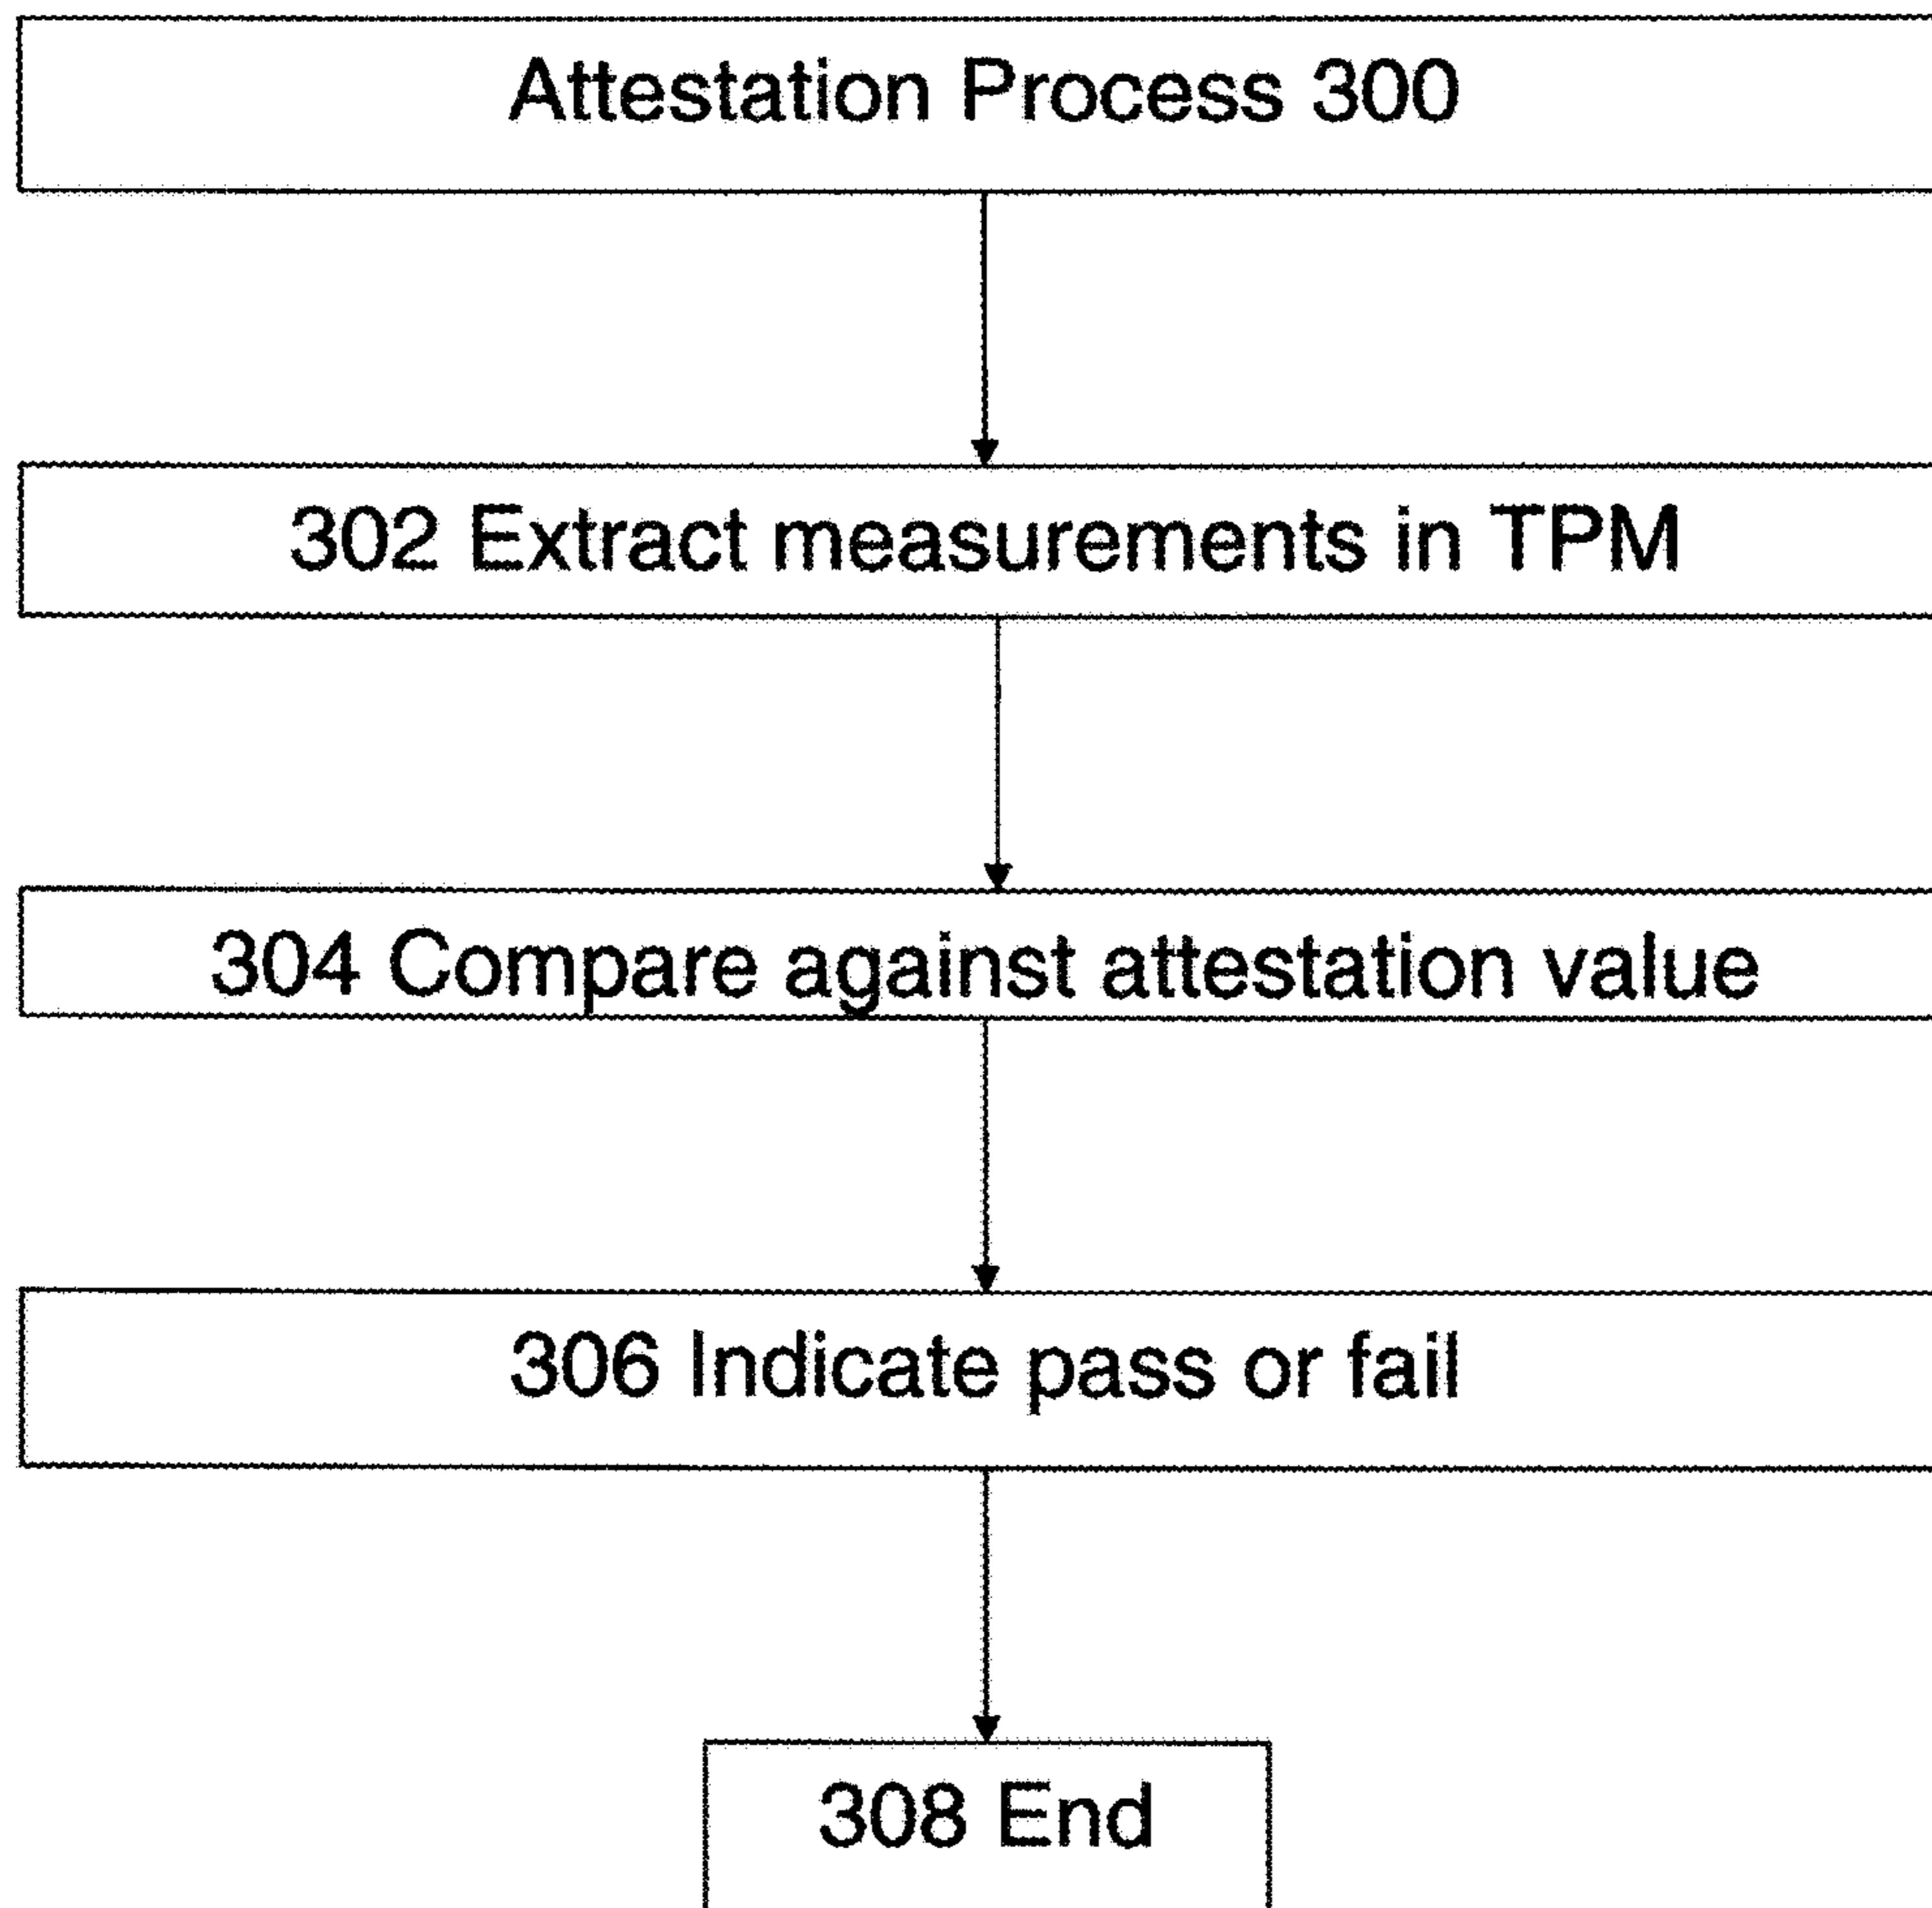 Attestation Process 300
302 Extract measurements in TPM
304 Compare against attestation value
306 Indicate pass or fail
308 End